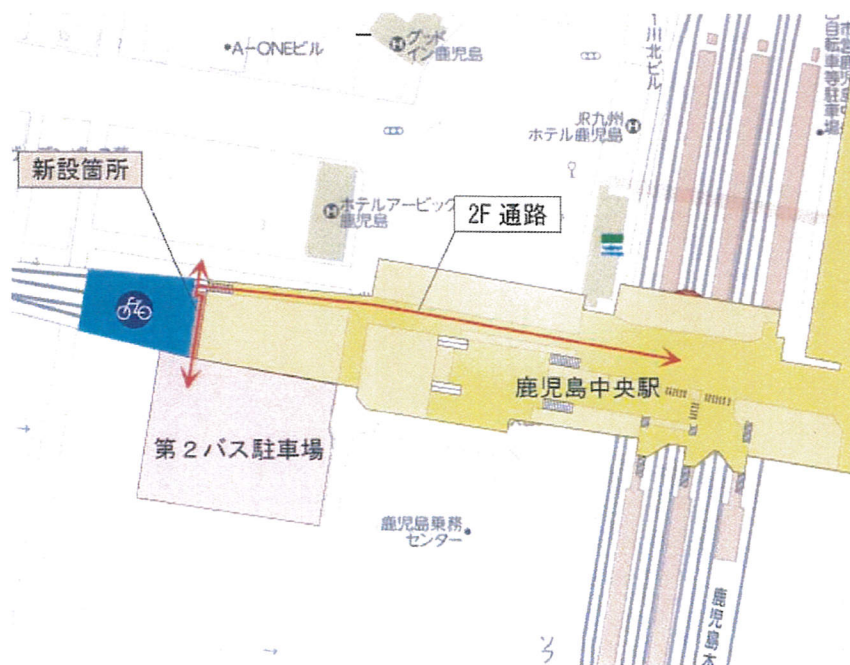 A-ONEビル
グッド
イン鹿児島
川北ビル
JR九州
ホテル鹿児島
自転車等駐車場
新設箇所
ホテルアービック
鹿児島
2F 通路
鹿児島中央駅
第2バス駐車場
鹿児島乗務
センター
鹿児島本